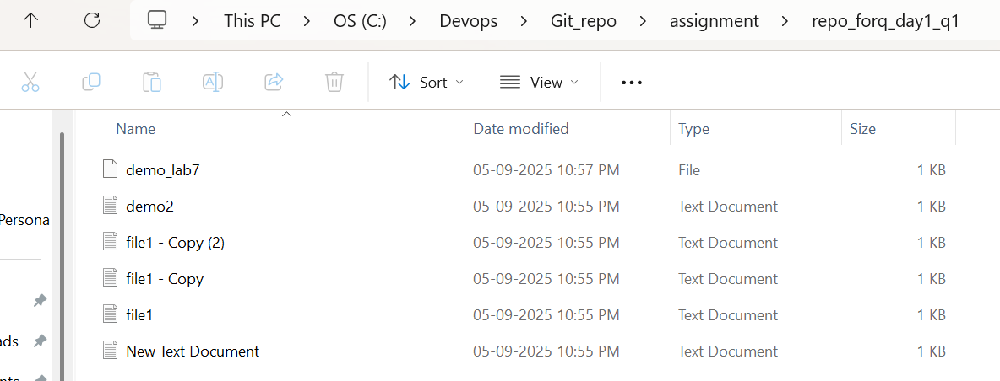 This PC > OS (C:) > Devops > Git_repo > assignment > repo_forq_day1_q1
Sort View
Name Date modified Type Size
demo_lab7 05-09-2025 10:57 PM File 1 KB
demo2 05-09-2025 10:55 PM Text Document 1 KB
Persona
file1 - Copy (2) 05-09-2025 10:55 PM Text Document 1 KB
file1 - Copy 05-09-2025 10:55 PM Text Document 1 KB
file1 05-09-2025 10:55 PM Text Document 1 KB
ads
New Text Document 05-09-2025 10:55 PM Text Document 1 KB